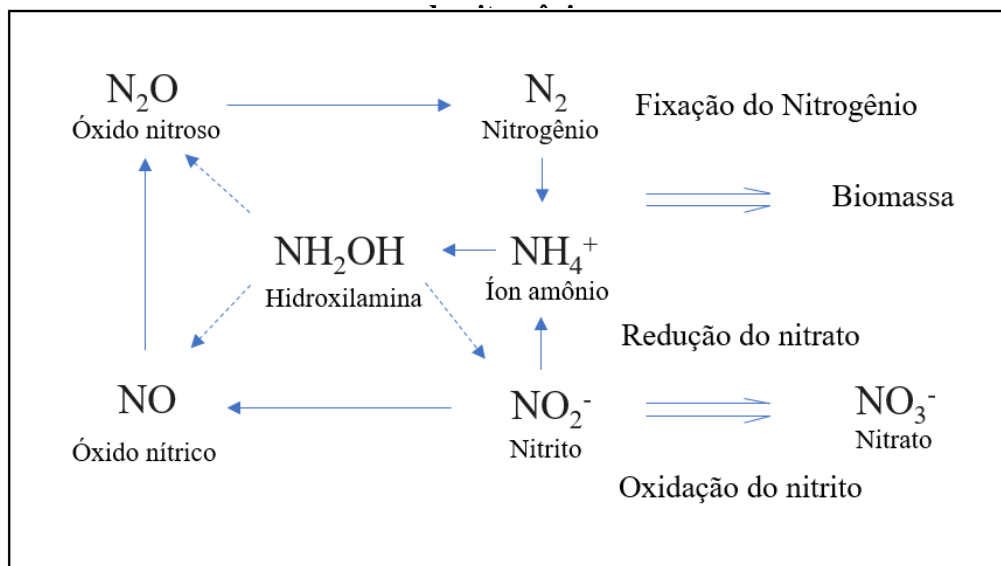 N₂O
Óxido nitroso
N₂
Nitrogênio
Fixação do Nitrogênio
Biomassa
NH₂OH
Hidroxilamina
NH₄⁺
Íon amônio
Redução do nitrato
NO
Óxido nítrico
NO₂⁻
Nitrito
NO₃⁻
Nitrato
Oxidação do nitrito